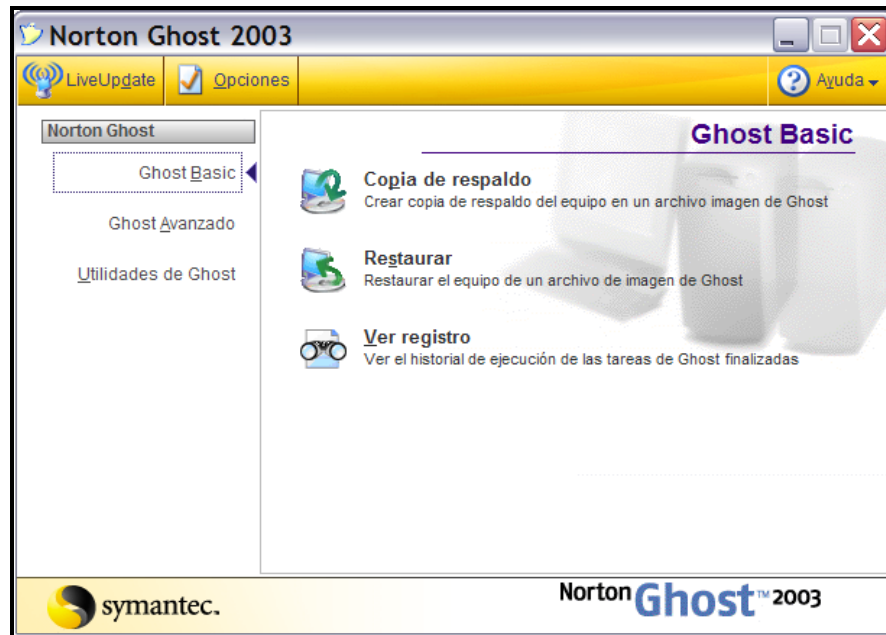 Norton Ghost 2003
LiveUpdate
Opciones
Ayuda
Norton Ghost
Ghost Basic
Ghost Avanzado
Utilidades de Ghost
Ghost Basic
Copia de respaldo
Crear copia de respaldo del equipo en un archivo imagen de Ghost
Restaurar
Restaurar el equipo de un archivo de imagen de Ghost
Ver registro
Ver el historial de ejecución de las tareas de Ghost finalizadas
symantec.
Norton Ghost™ 2003